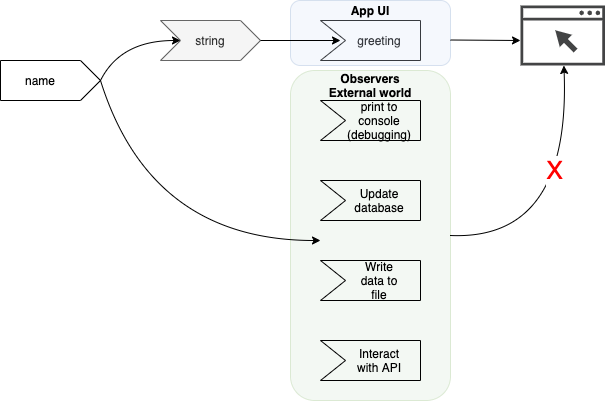 App UI
string
greeting
name
Observers
External world
print to
console
(debugging)
X
Update
database
Write
data to
file
Interact
with API